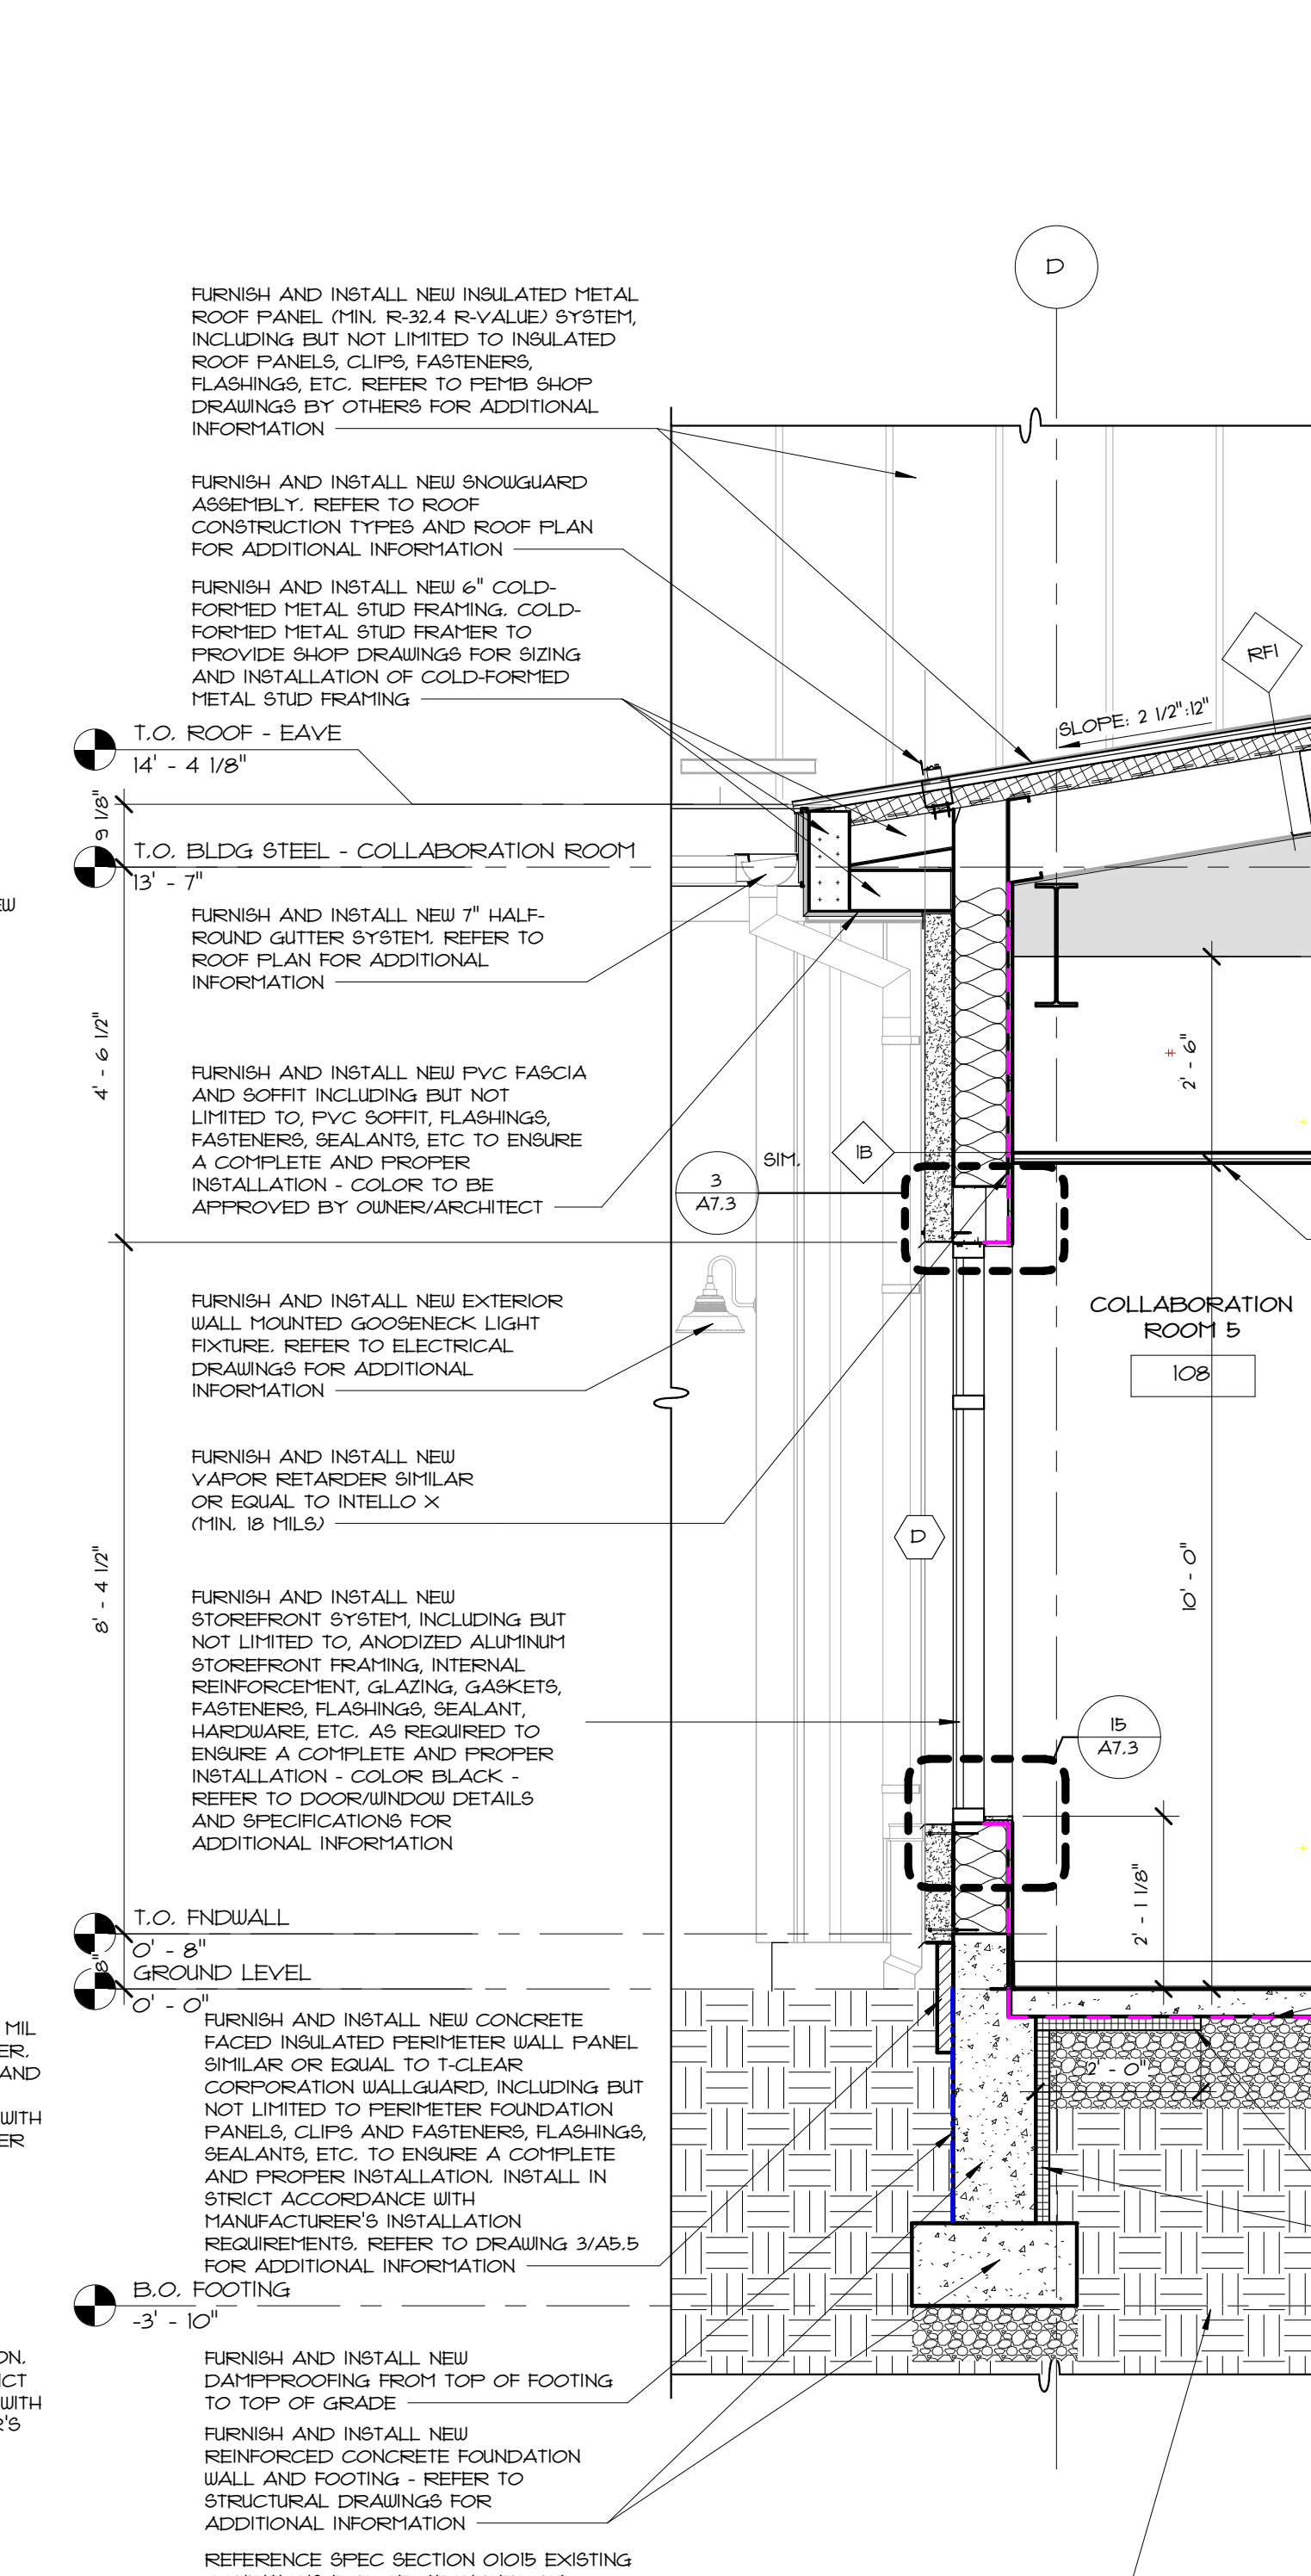 D
FURNISH AND INSTALL NEW INSULATED METAL
ROOF PANEL (MIN. R-32.4 R-VALUE) SYSTEM,
INCLUDING BUT NOT LIMITED TO INSULATED
ROOF PANELS, CLIPS, FASTENERS,
FLASHINGS, ETC. REFER TO PEMB SHOP
DRAWINGS BY OTHERS FOR ADDITIONAL
INFORMATION
FURNISH AND INSTALL NEW SNOWGUARD
ASSEMBLY. REFER TO ROOF
CONSTRUCTION TYPES AND ROOF PLAN
FOR ADDITIONAL INFORMATION
FURNISH AND INSTALL NEW 6" COLD-
FORMED METAL STUD FRAMING. COLD-
FORMED METAL STUD FRAMER TO
PROVIDE SHOP DRAWINGS FOR SIZING
AND INSTALLATION OF COLD-FORMED
METAL STUD FRAMING
RF1
SLOPE: 2 1/2":12"
T.O. ROOF - EAVE
14' - 4 1/8"
9 1/8"
T.O. BLDG STEEL - COLLABORATION ROOM
13' - 7"
EW
FURNISH AND INSTALL NEW 7" HALF-
ROUND GUTTER SYSTEM. REFER TO
ROOF PLAN FOR ADDITIONAL
INFORMATION
4' - 6 1/2"
2' - 6"
FURNISH AND INSTALL NEW PVC FASCIA
AND SOFFIT INCLUDING BUT NOT
LIMITED TO, PVC SOFFIT, FLASHINGS,
FASTENERS, SEALANTS, ETC TO ENSURE
A COMPLETE AND PROPER
INSTALLATION - COLOR TO BE
APPROVED BY OWNER/ARCHITECT
SIM.
1B
3
A7.3
FURNISH AND INSTALL NEW EXTERIOR
WALL MOUNTED GOOSENECK LIGHT
FIXTURE. REFER TO ELECTRICAL
DRAWINGS FOR ADDITIONAL
INFORMATION
COLLABORATION
ROOM 5
108
FURNISH AND INSTALL NEW
VAPOR RETARDER SIMILAR
OR EQUAL TO INTELLO X
(MIN. 18 MILS)
D
8' - 4 1/2"
10' - 0"
FURNISH AND INSTALL NEW
STOREFRONT SYSTEM, INCLUDING BUT
NOT LIMITED TO, ANODIZED ALUMINUM
STOREFRONT FRAMING, INTERNAL
REINFORCEMENT, GLAZING, GASKETS,
FASTENERS, FLASHINGS, SEALANT,
HARDWARE, ETC. AS REQUIRED TO
ENSURE A COMPLETE AND PROPER
INSTALLATION - COLOR BLACK -
REFER TO DOOR/WINDOW DETAILS
AND SPECIFICATIONS FOR
ADDITIONAL INFORMATION
15
A7.3
2' - 1 1/8"
T.O. FNDWALL
0' - 8"
8"
GROUND LEVEL
0' - 0"
MIL
ER.
AND
WITH
ER
FURNISH AND INSTALL NEW CONCRETE
FACED INSULATED PERIMETER WALL PANEL
SIMILAR OR EQUAL TO T-CLEAR
CORPORATION WALLGUARD, INCLUDING BUT
NOT LIMITED TO PERIMETER FOUNDATION
PANELS, CLIPS AND FASTENERS, FLASHINGS,
SEALANTS, ETC. TO ENSURE A COMPLETE
AND PROPER INSTALLATION. INSTALL IN
STRICT ACCORDANCE WITH
MANUFACTURER'S INSTALLATION
REQUIREMENTS. REFER TO DRAWING 3/A5.5
FOR ADDITIONAL INFORMATION
2' - 0"
B.O. FOOTING
-3' - 10"
ON.
ICT
WITH
R'S
FURNISH AND INSTALL NEW
DAMPPROOFING FROM TOP OF FOOTING
TO TOP OF GRADE
FURNISH AND INSTALL NEW
REINFORCED CONCRETE FOUNDATION
WALL AND FOOTING - REFER TO
STRUCTURAL DRAWINGS FOR
ADDITIONAL INFORMATION
REFERENCE SPEC SECTION 01015 EXISTING